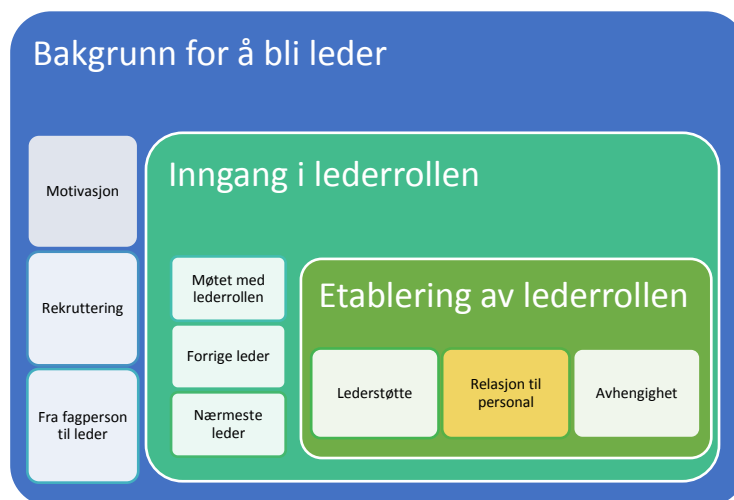 Bakgrunn for å bli leder
Motivasjon
Rekruttering
Fra fagperson
til leder
Inngang i lederrollen
Møtet med
lederrollen
Forrige leder
Nærmeste
leder
Etablering av lederrollen
Lederstøtte
Relasjon til
personal
Avhengighet